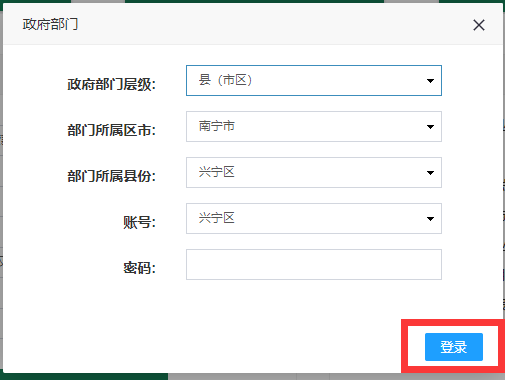 政府部门
政府部门层级： 县（市区）
部门所属区市： 南宁市
部门所属县份： 兴宁区
账号： 兴宁区
密码：
登录